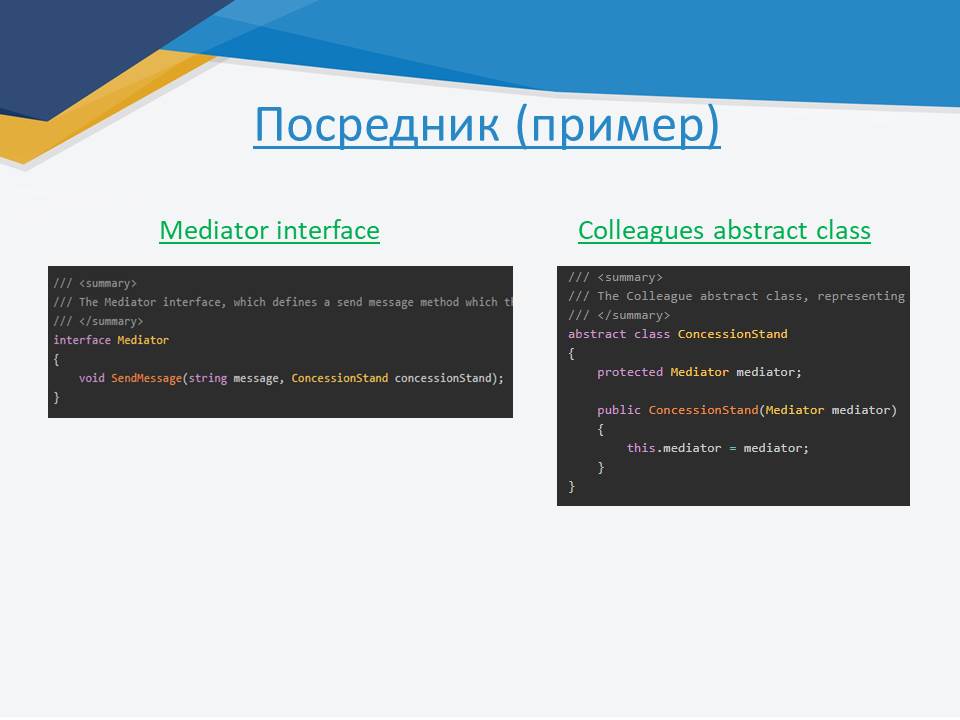 Посредник (пример)
Mediator interface
/// <summary>
/// The Mediator interface, which defines a send message method which
/// </summary>
interface Mediator
{
void SendMessage(string message, ConcessionStand concessionStand);
}
Colleagues abstract class
/// <summary>
/// The Colleague abstract class, representing
/// </summary>
abstract class ConcessionStand
{
protected Mediator mediator;
public ConcessionStand(Mediator mediator)
{
this.mediator = mediator;
}
}